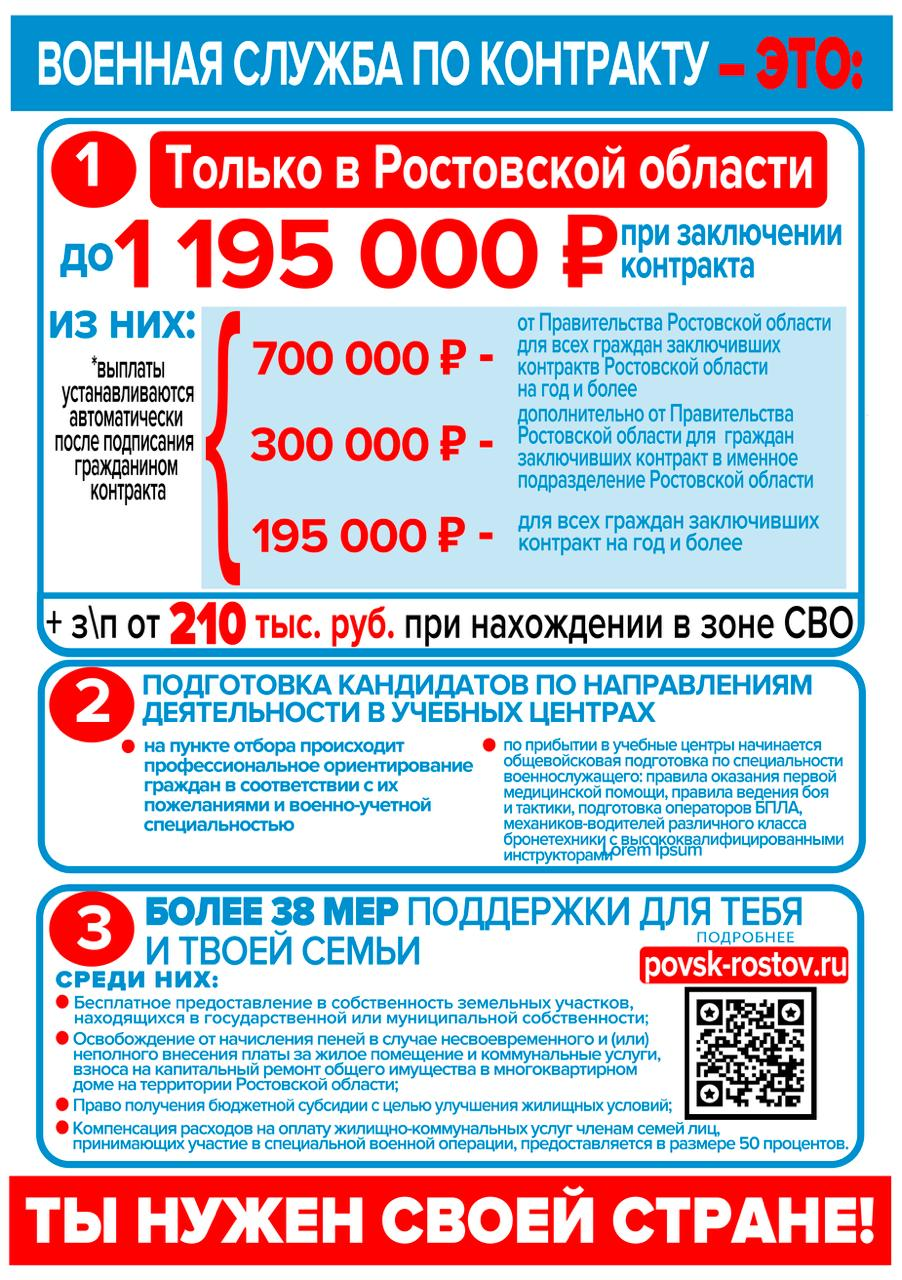 ВОЕННАЯ СЛУЖБА ПО КОНТРАКТУ – ЭТО:
1
Только в Ростовской области
до 1 195 000 ₽ при заключении
контракта
из них:
*выплаты
устанавливаются
автоматически
после подписания
гражданином
контракта
700 000 ₽ -
от Правительства Ростовской области
для всех граждан заключивших
контрактв Ростовской области
на год и более
300 000 ₽ -
дополнительно от Правительства
Ростовской области для граждан
заключивших контракт в именное
подразделение Ростовской области
195 000 ₽ -
для всех граждан заключивших
контракт на год и более
+ з\п от 210 тыс. руб. при нахождении в зоне СВО
2
ПОДГОТОВКА КАНДИДАТОВ ПО НАПРАВЛЕНИЯМ
ДЕЯТЕЛЬНОСТИ В УЧЕБНЫХ ЦЕНТРАХ
на пункте отбора происходит
профессиональное ориентирование
граждан в соответствии с их
пожеланиями и военно-учетной
специальностью
по прибытии в учебные центры начинается
общевойсковая подготовка по специальности
военнослужащего: правила оказания первой
медицинской помощи, правила ведения боя
и тактики, подготовка операторов БПЛА,
механиков-водителей различного класса
бронетехники с высококвалифицированными
инструкторами
Lorem Ipsum
3
БОЛЕЕ 38 МЕР ПОДДЕРЖКИ ДЛЯ ТЕБЯ
И ТВОЕЙ СЕМЬИ
ПОДРОБНЕЕ
povsk-rostov.ru
СРЕДИ НИХ:
Бесплатное предоставление в собственность земельных участков,
находящихся в государственной или муниципальной собственности;
Освобождение от начисления пеней в случае несвоевременного и (или)
неполного внесения платы за жилое помещение и коммунальные услуги,
взноса на капитальный ремонт общего имущества в многоквартирном
доме на территории Ростовской области;
Право получения бюджетной субсидии с целью улучшения жилищных условий;
Компенсация расходов на оплату жилищно-коммунальных услуг членам семей лиц,
принимающих участие в специальной военной операции, предоставляется в размере 50 процентов.
ТЫ НУЖЕН СВОЕЙ СТРАНЕ!